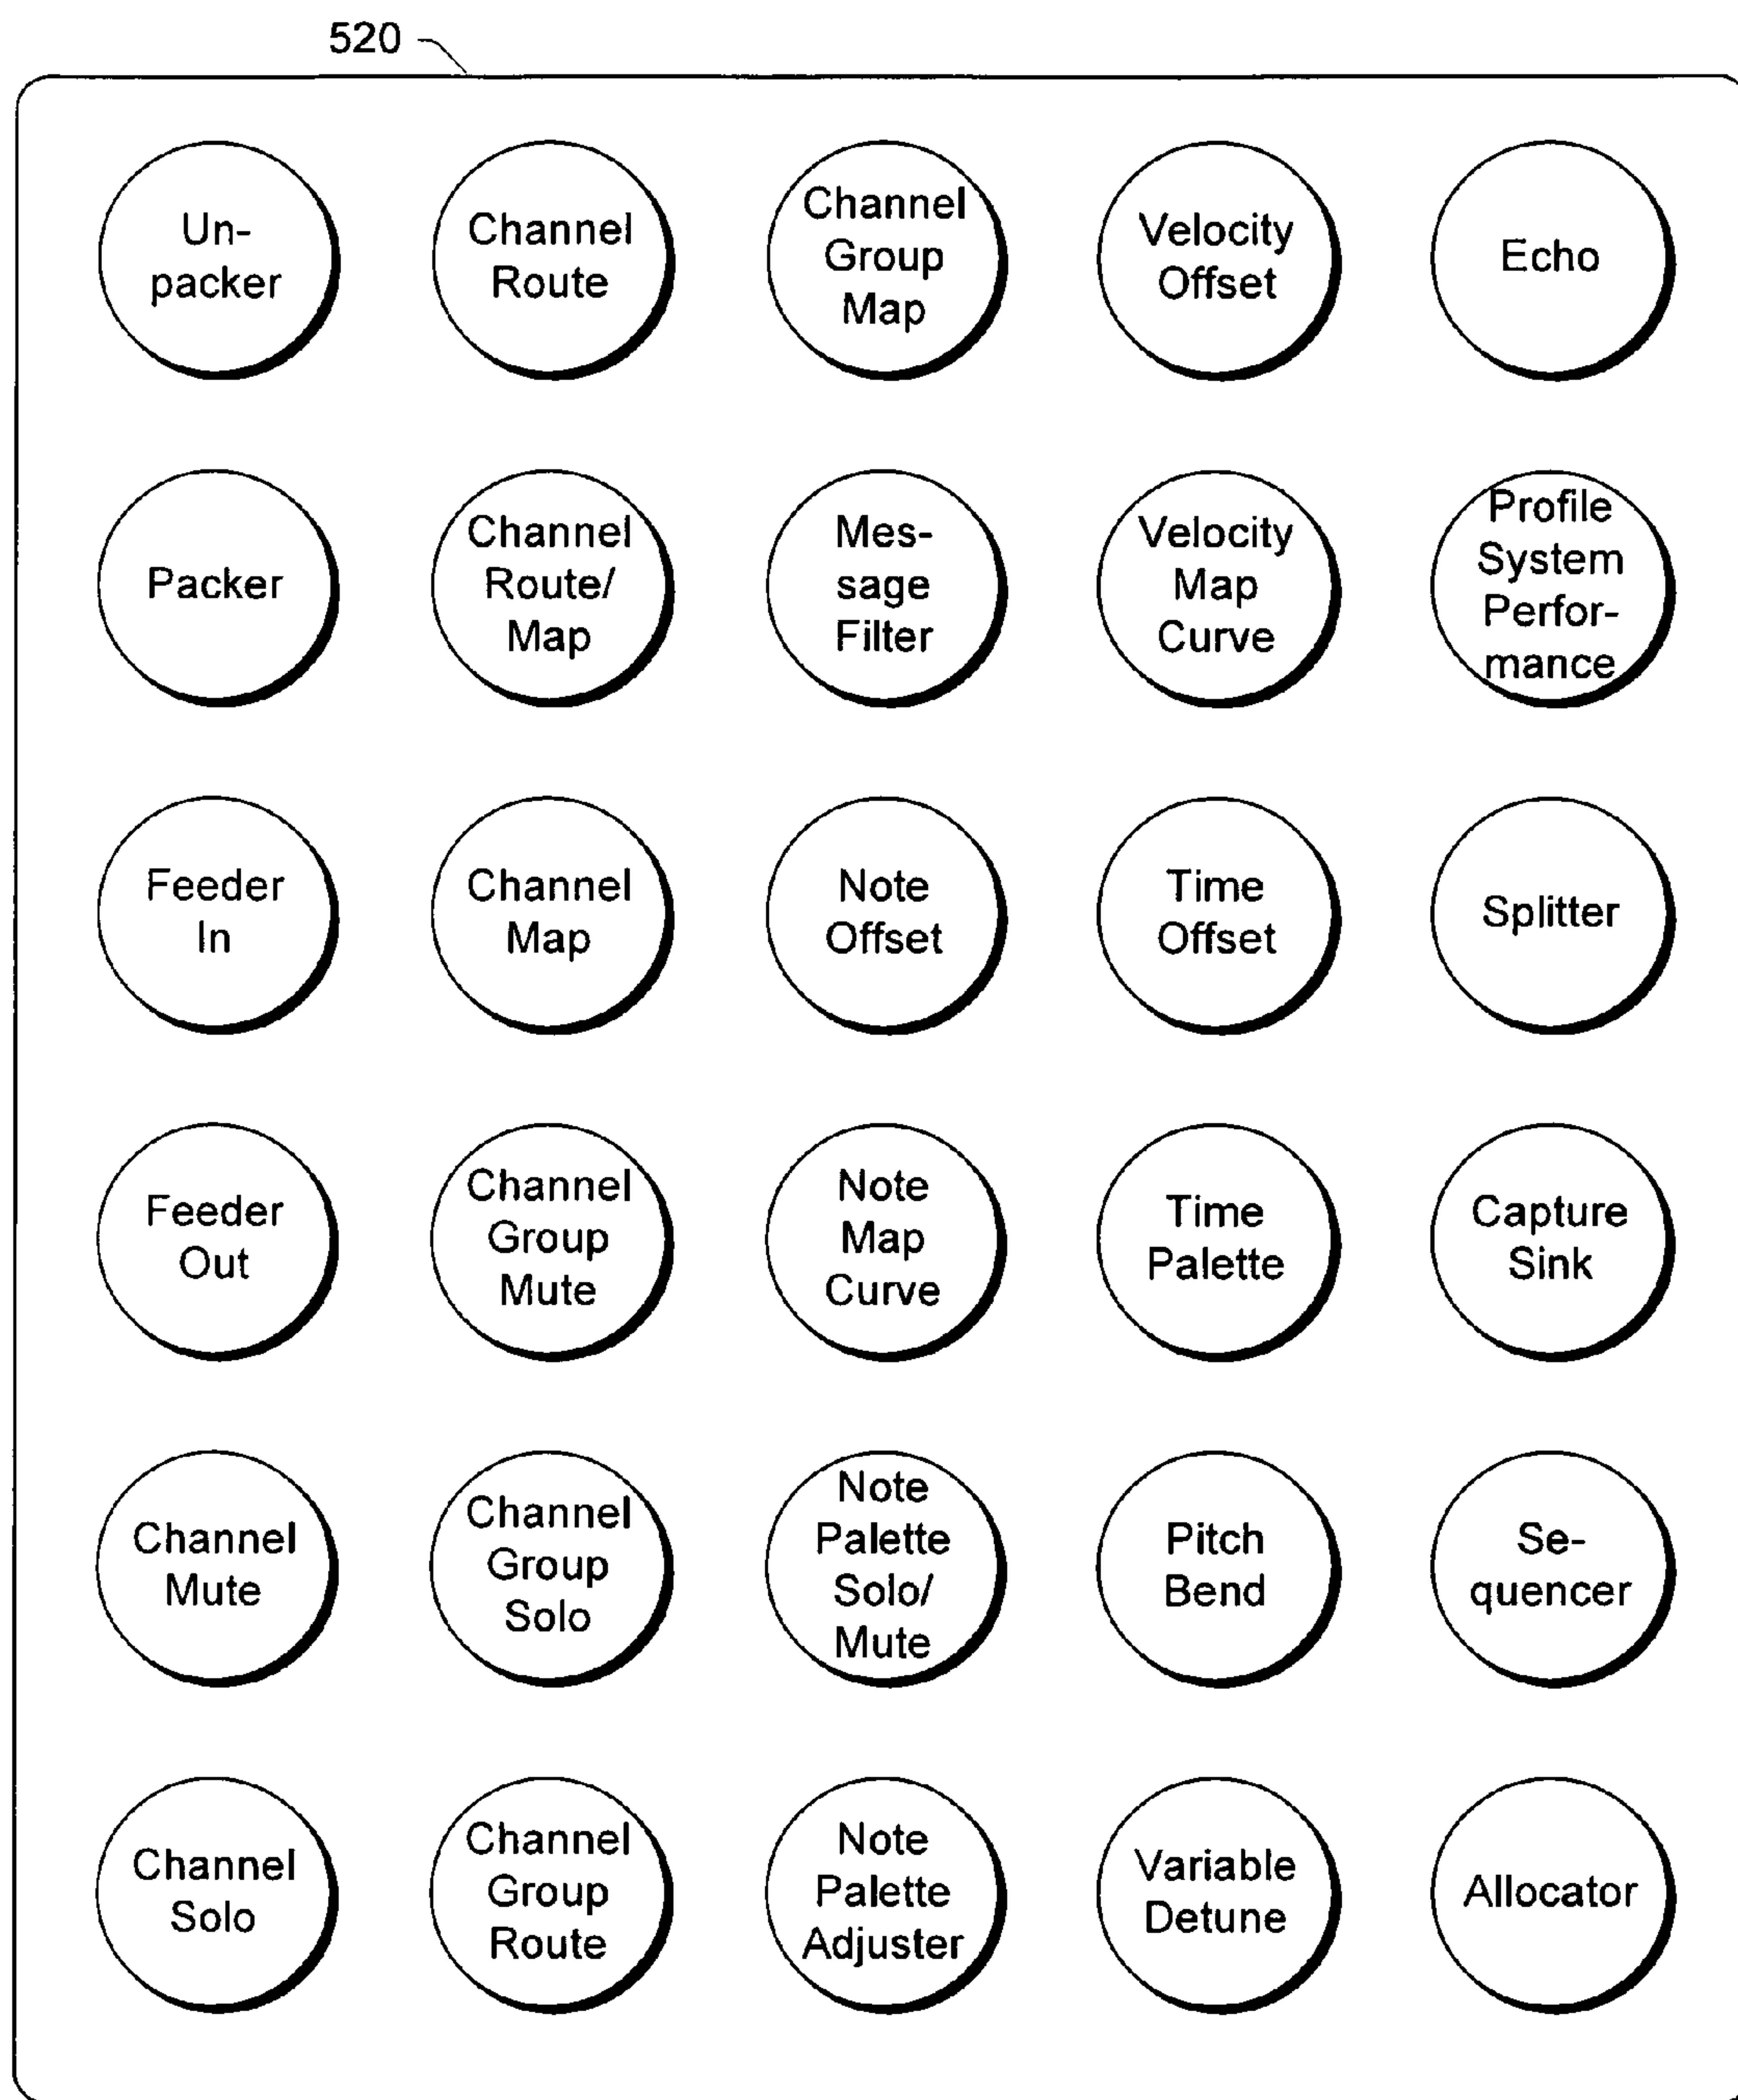 520
Un-
packer
Channel
Route
Channel
Group
Map
Velocity
Offset
Echo
Packer
Channel
Route/
Map
Mes-
sage
Filter
Velocity
Map
Curve
Profile
System
Perfor-
mance
Feeder
In
Channel
Map
Note
Offset
Time
Offset
Splitter
Feeder
Out
Channel
Group
Mute
Note
Map
Curve
Time
Palette
Capture
Sink
Channel
Mute
Channel
Group
Solo
Note
Palette
Solo/
Mute
Pitch
Bend
Se-
quencer
Channel
Solo
Channel
Group
Route
Note
Palette
Adjuster
Variable
Detune
Allocator